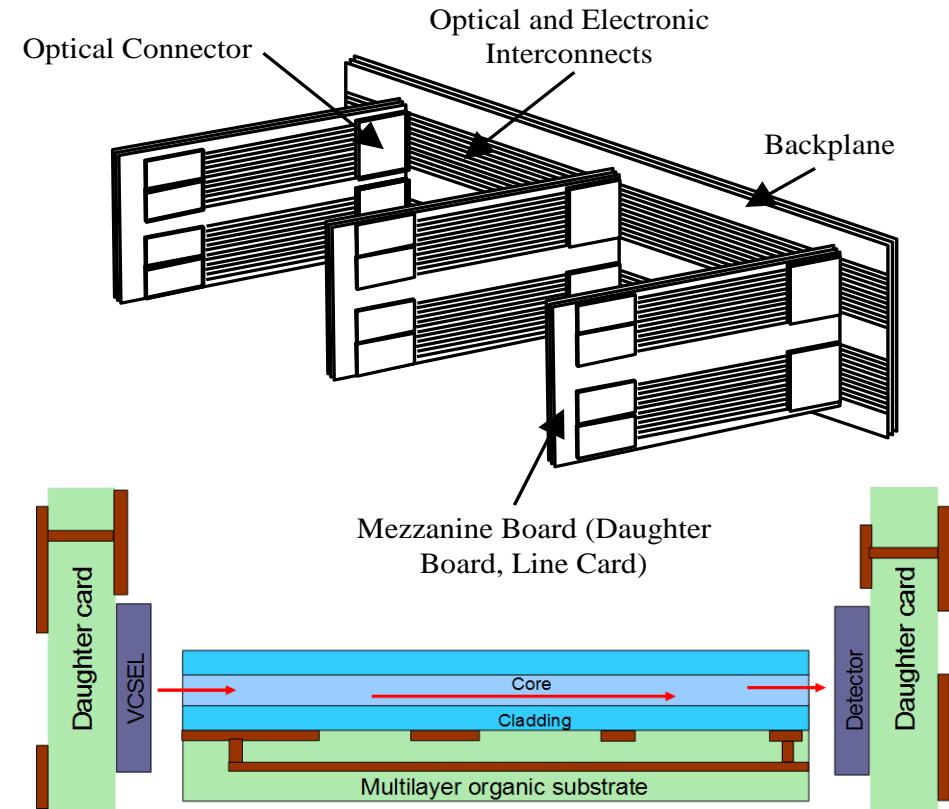 Optical and Electronic
Interconnects
Optical Connector
Backplane
Mezzanine Board (Daughter
Board, Line Card)
Daughter card
VCSEL
Core
Cladding
Multilayer organic substrate
Detector
Daughter card